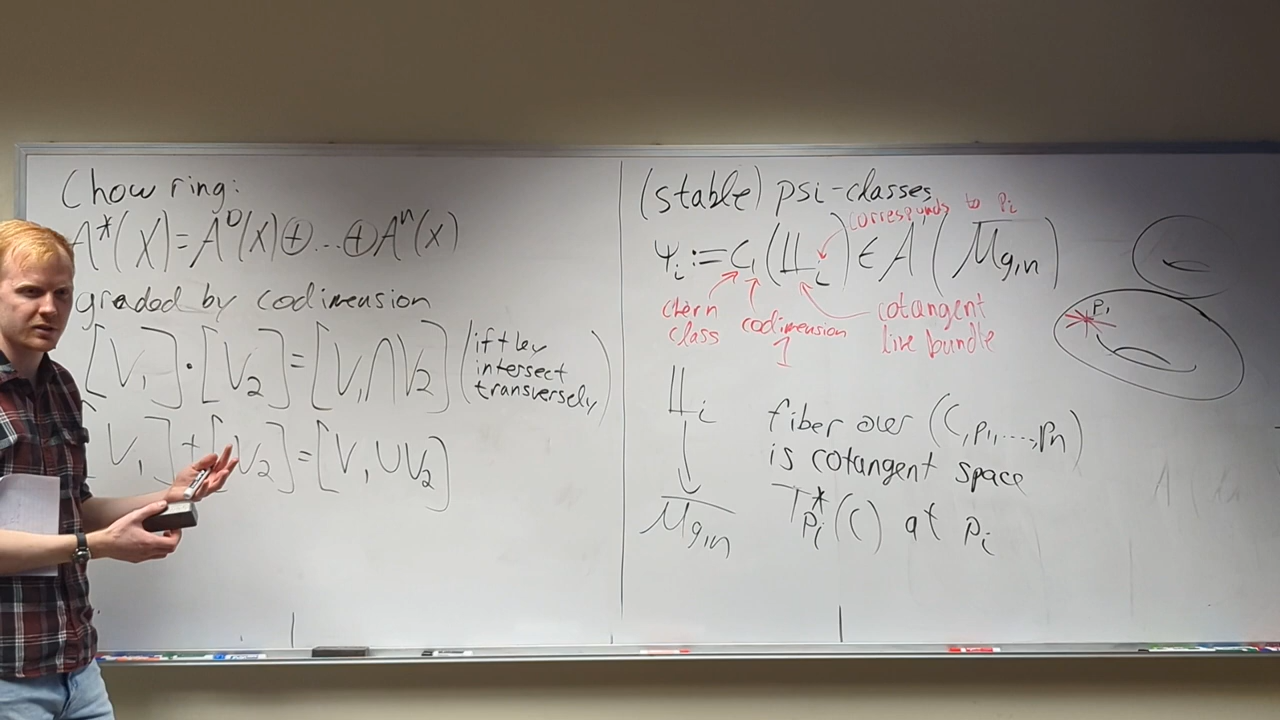 Chow ring:
A*(X)=A⁰(X)⊕...⊕Aⁿ(X)
graded by codimension
[V₁]·[V₂]=[V₁∩V₂] (if they
intersect
transversely)
[V₁]+[V₂]=[V₁∪V₂]
(stable) psi-classes
corresponds to pᵢ
ψᵢ:=C₁(𝕃ᵢ)∈A(M̅g,n)
chern
class
codimension
1
cotangent
line bundle
P₁
𝕃ᵢ
↓
M̅g,n
fiber over (C,p₁,...,pₙ)
is cotangent space
T*pᵢ(C) at pᵢ